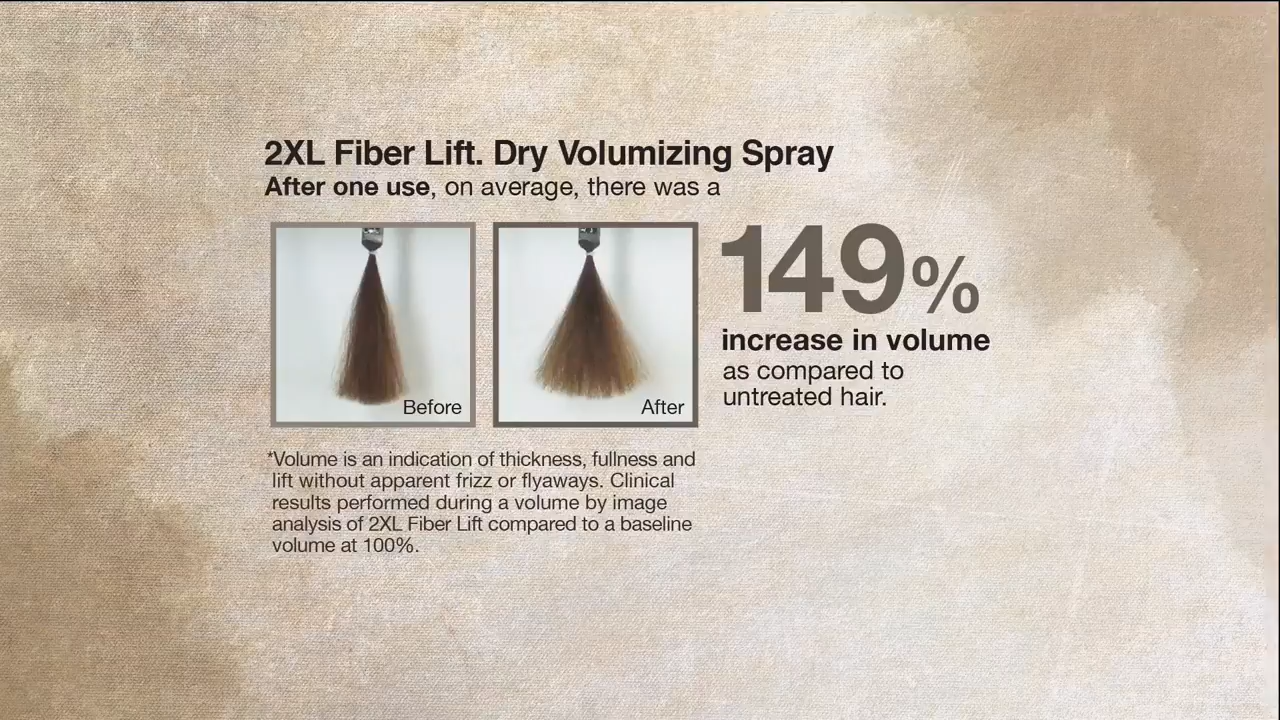 2XL Fiber Lift. Dry Volumizing Spray
After one use, on average, there was a
Before
After
149%
increase in volume
as compared to
untreated hair.
*Volume is an indication of thickness, fullness and
lift without apparent frizz or flyaways. Clinical
results performed during a volume by image
analysis of 2XL Fiber Lift compared to a baseline
volume at 100%.